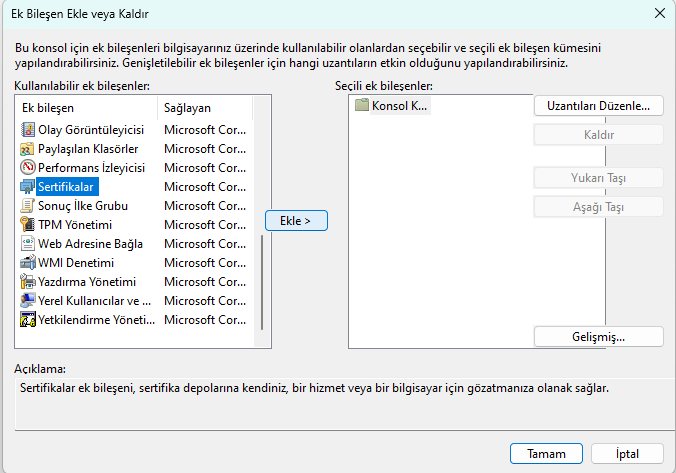 Ek Bileşen Ekle veya Kaldır
Bu konsol için ek bileşenleri bilgisayarınız üzerinde kullanılabilir olanlardan seçebilir ve seçili ek bileşen kümesini
yapılandırabilirsiniz. Genişletilebilir ek bileşenler için hangi uzantıların etkin olduğunu yapılandırabilirsiniz.
Kullanılabilir ek bileşenler:
Ek bileşen Sağlayan
Olay Görüntüleyicisi Microsoft Cor...
Paylaşılan Klasörler Microsoft Cor...
Performans İzleyicisi Microsoft Cor...
Sertifikalar Microsoft Cor...
Sonuç İlke Grubu Microsoft Cor...
TPM Yönetimi Microsoft Cor...
Web Adresine Bağla Microsoft Cor...
WMI Denetimi Microsoft Cor...
Yazdırma Yönetimi Microsoft Cor...
Yerel Kullanıcılar ve ... Microsoft Cor...
Yetkilendirme Yöneti... Microsoft Cor...
Ekle >
Seçili ek bileşenler:
Konsol K...
Uzantıları Düzenle...
Kaldır
Yukarı Taşı
Aşağı Taşı
Gelişmiş...
Açıklama:
Sertifikalar ek bileşeni, sertifika depolarına kendiniz, bir hizmet veya bir bilgisayar için gözatmanıza olanak sağlar.
Tamam
İptal